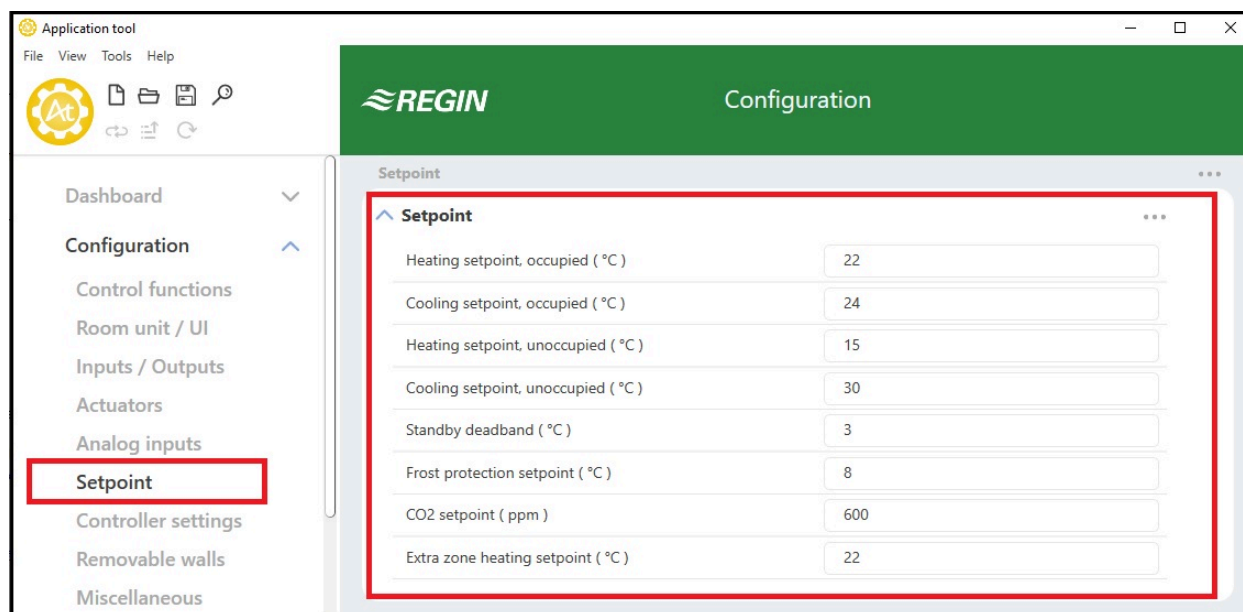 Application tool
File View Tools Help
At
REGIN
Configuration
Dashboard
Configuration
Control functions
Room unit / UI
Inputs / Outputs
Actuators
Analog inputs
Setpoint
Controller settings
Removable walls
Miscellaneous
Setpoint
Setpoint
Heating setpoint, occupied ( °C ) 22
Cooling setpoint, occupied ( °C ) 24
Heating setpoint, unoccupied ( °C ) 15
Cooling setpoint, unoccupied ( °C ) 30
Standby deadband ( °C ) 3
Frost protection setpoint ( °C ) 8
CO2 setpoint ( ppm ) 600
Extra zone heating setpoint ( °C ) 22